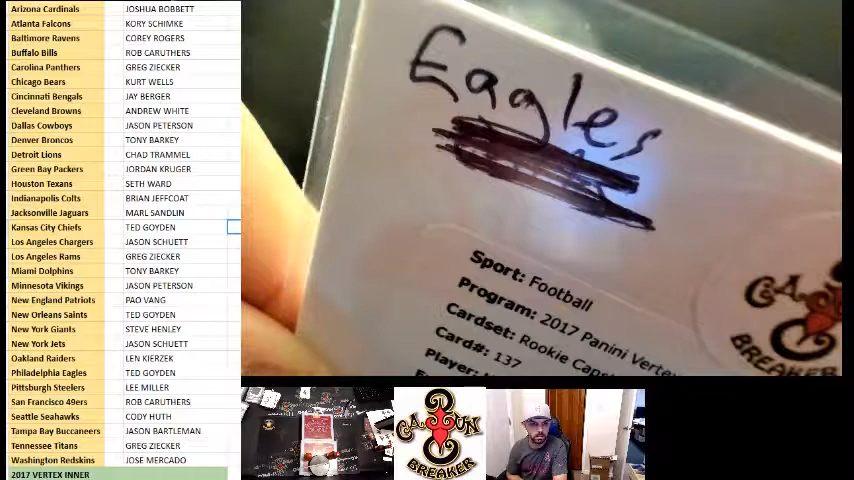 Arizona Cardinals JOSHUA BOBBETT
Atlanta Falcons KORY SCHIMKE
Baltimore Ravens COREY ROGERS
Buffalo Bills ROB CARUTHERS
Carolina Panthers GREG ZIECKER
Chicago Bears KURT WELLS
Cincinnati Bengals JAY BERGER
Cleveland Browns ANDREW WHITE
Dallas Cowboys JASON PETERSON
Denver Broncos TONY BARKEY
Detroit Lions CHAD TRAMMEL
Green Bay Packers JORDAN KRUGER
Houston Texans SETH WARD
Indianapolis Colts BRIAN JEFFCOAT
Jacksonville Jaguars MARL SANDLIN
Kansas City Chiefs TED GOYDEN
Los Angeles Chargers JASON SCHUETT
Los Angeles Rams GREG ZIECKER
Miami Dolphins TONY BARKEY
Minnesota Vikings JASON PETERSON
New England Patriots PAO VANG
New Orleans Saints TED GOYDEN
New York Giants STEVE HENLEY
New York Jets JASON SCHUETT
Oakland Raiders LEN KIERZEK
Philadelphia Eagles TED GOYDEN
Pittsburgh Steelers LEE MILLER
San Francisco 49ers ROB CARUTHERS
Seattle Seahawks CODY HUTH
Tampa Bay Buccaneers JASON BARTLEMAN
Tennessee Titans GREG ZIECKER
Washington Redskins JOSE MERCADO
2017 VERTEX INNER
Eagles
Sport: Football
Program: 2017 Panini
Cardset: Rookie
Card#: 137
Player:
CAJUN
BREAKER
CAJUN
BREAKER